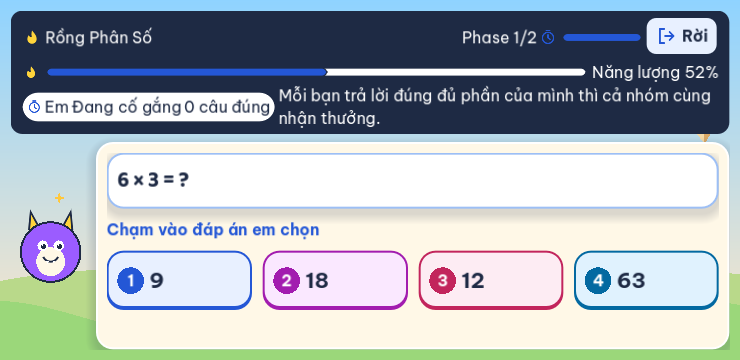 Rồng Phân Số
Phase 1/2
Rời
Năng lượng 52%
Em Đang cố gắng 0 câu đúng
Mỗi bạn trả lời đúng đủ phần của mình thì cả nhóm cùng
nhận thưởng.
6 × 3 = ?
Chạm vào đáp án em chọn
1 9
2 18
3 12
4 63